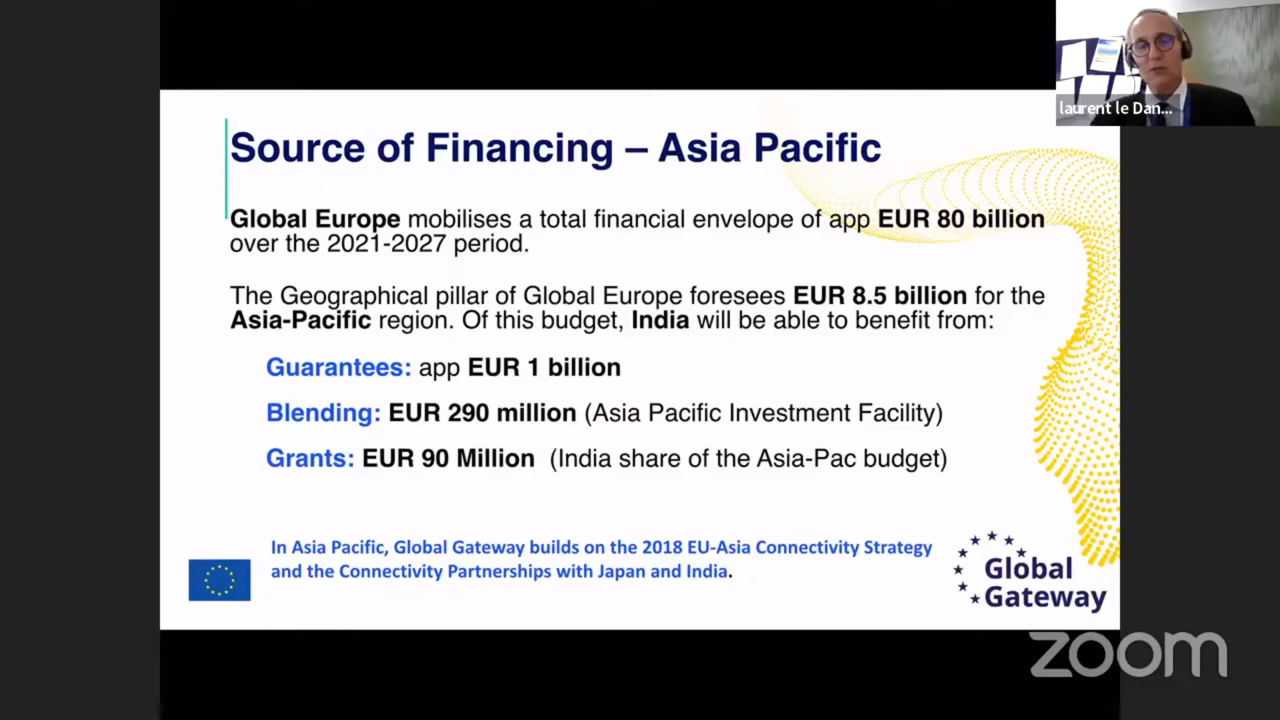 laurent le Dan...
Source of Financing – Asia Pacific
Global Europe mobilises a total financial envelope of app EUR 80 billion
over the 2021-2027 period.
The Geographical pillar of Global Europe foresees EUR 8.5 billion for the
Asia-Pacific region. Of this budget, India will be able to benefit from:
Guarantees: app EUR 1 billion
Blending: EUR 290 million (Asia Pacific Investment Facility)
Grants: EUR 90 Million (India share of the Asia-Pac budget)
In Asia Pacific, Global Gateway builds on the 2018 EU-Asia Connectivity Strategy
and the Connectivity Partnerships with Japan and India.
Global
Gateway
zoom